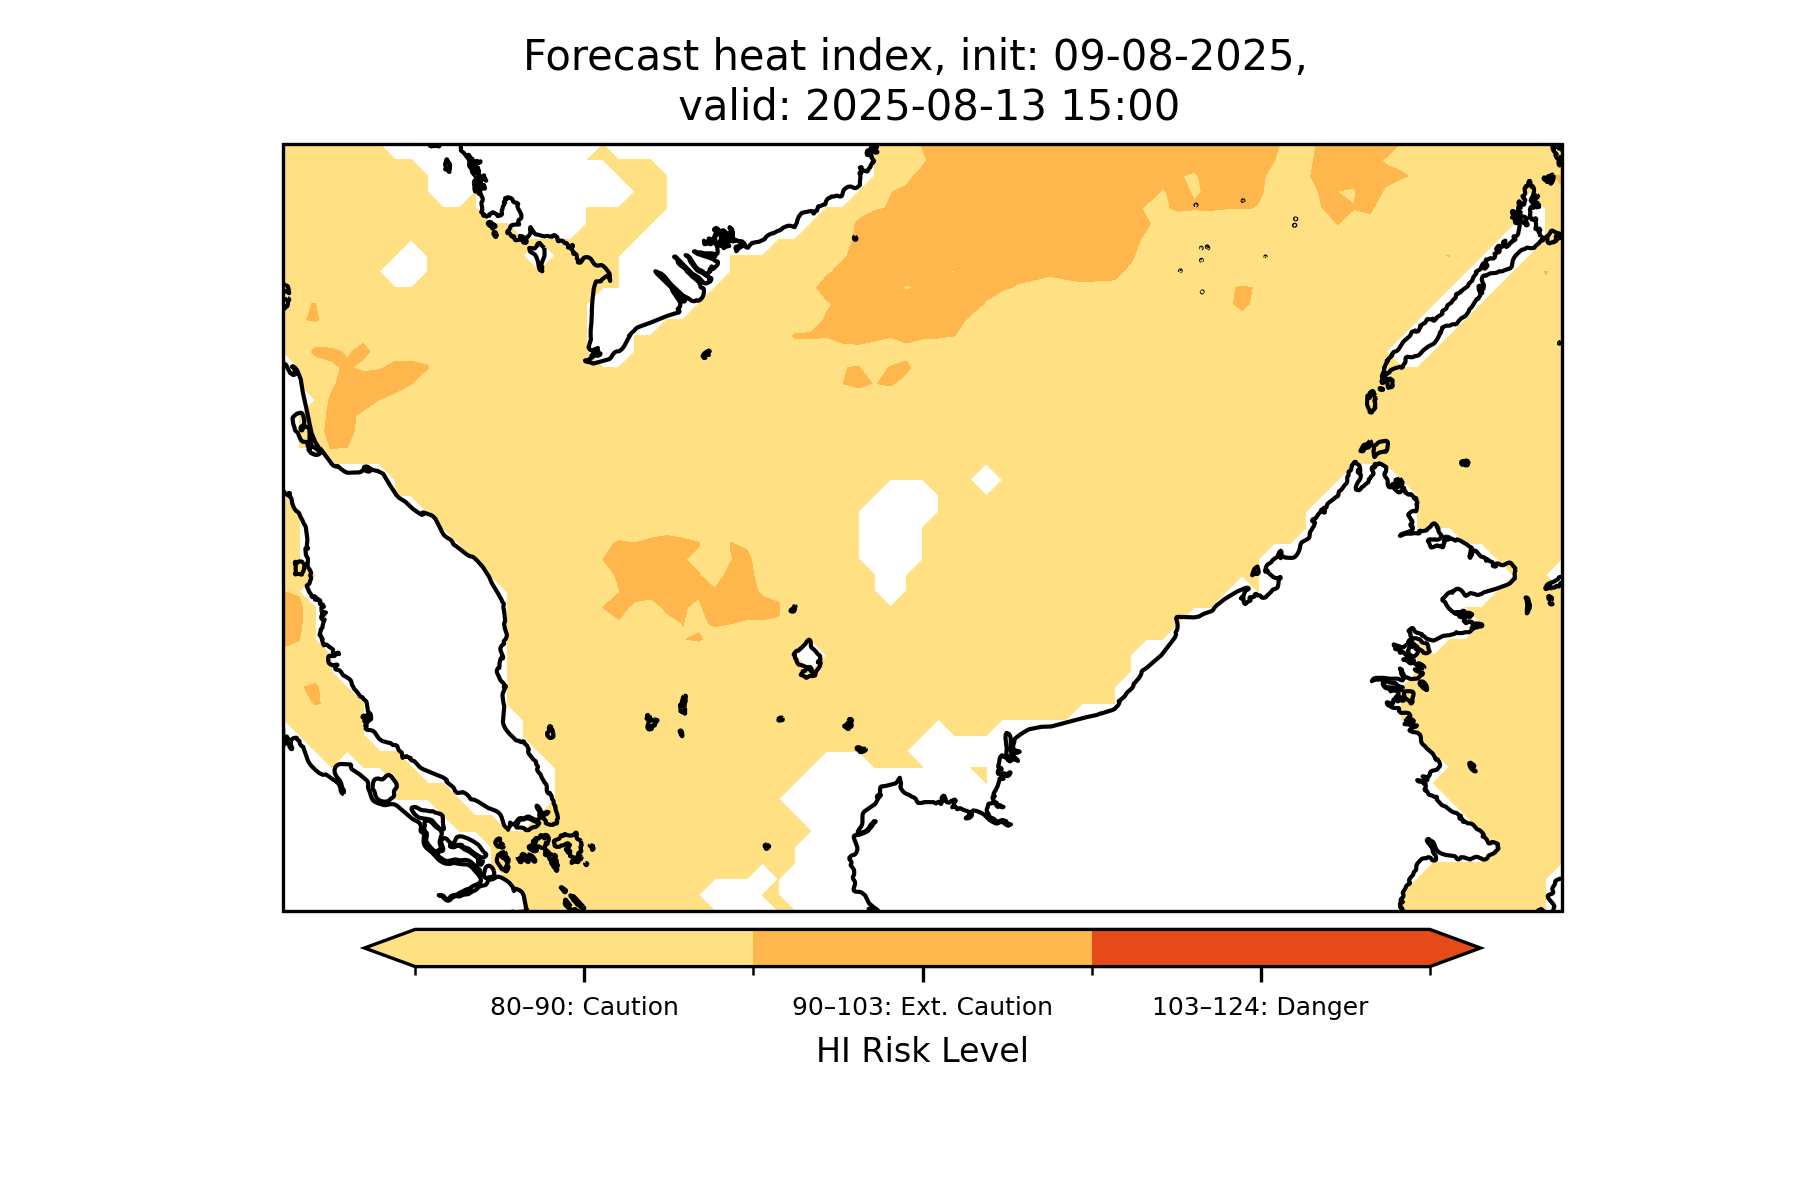 Forecast heat index, init: 09-08-2025,
valid: 2025-08-13 15:00
80–90: Caution
90–103: Ext. Caution
103–124: Danger
HI Risk Level